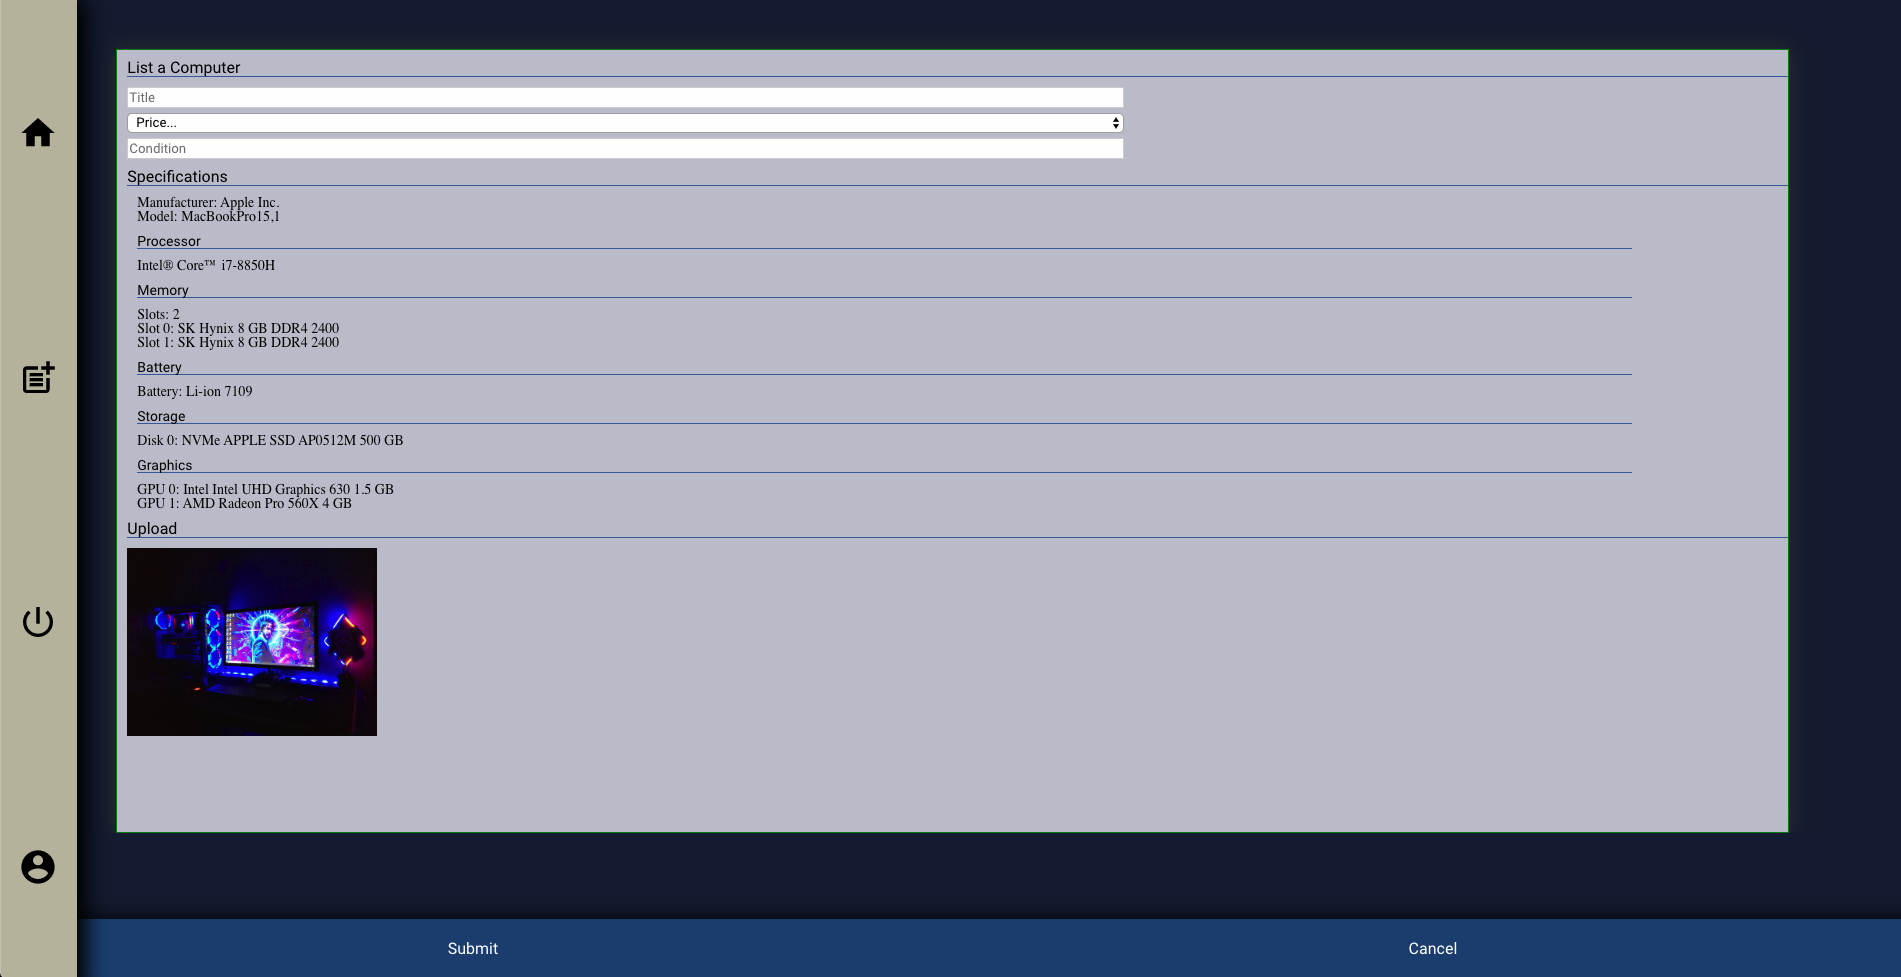 List a Computer
Title
Price...
Condition
Specifications
Manufacturer: Apple Inc.
Model: MacBookPro15,1
Processor
Intel® Core™ i7-8850H
Memory
Slots: 2
Slot 0: SK Hynix 8 GB DDR4 2400
Slot 1: SK Hynix 8 GB DDR4 2400
Battery
Battery: Li-ion 7109
Storage
Disk 0: NVMe APPLE SSD AP0512M 500 GB
Graphics
GPU 0: Intel Intel UHD Graphics 630 1.5 GB
GPU 1: AMD Radeon Pro 560X 4 GB
Upload
Submit
Cancel